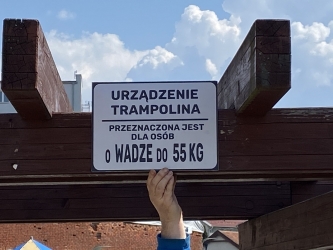 URZĄDZENIE
TRAMPOLINA
PRZEZNACZONA JEST
DLA OSÓB
O WADZE DO 55 KG